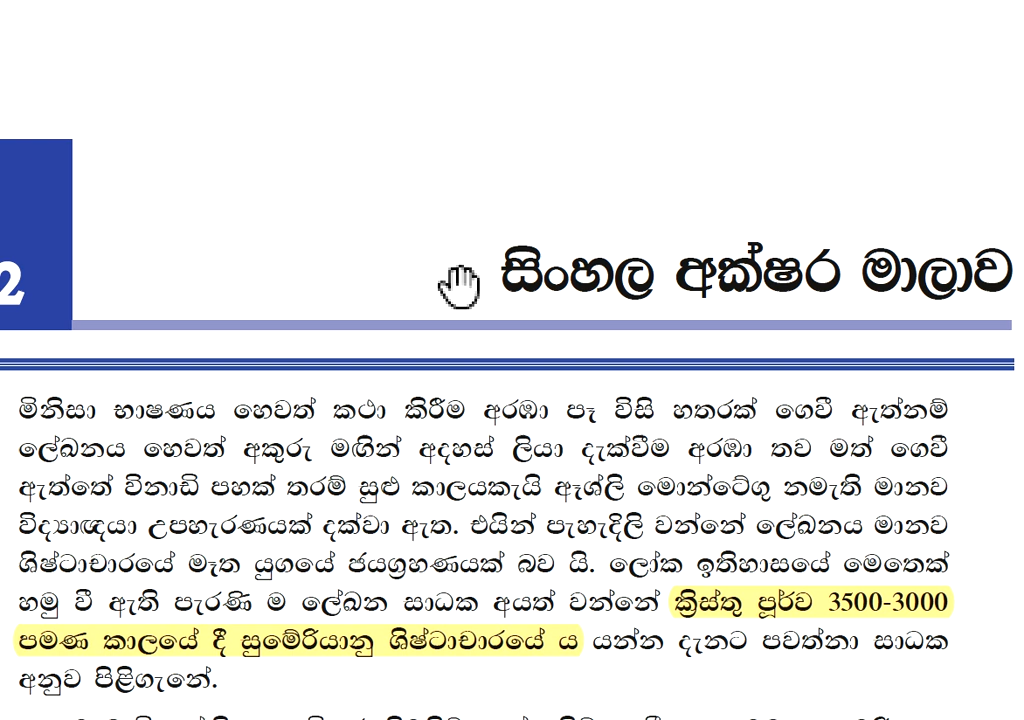 2
සිංහල අක්ෂර මාලාව
මිනිසා භාෂණය හෙවත් කථා කිරීම අරඹා පෑ විසි හතරක් ගෙවී ඇත්නම්
ලේඛනය හෙවත් අකුරු මඟින් අදහස් ලියා දැක්වීම අරඹා තව මත් ගෙවී
ඇත්තේ විනාඩි පහක් තරම් සුළු කාලයකැයි ඈශ්ලි මොන්ටේගු නමැති මානව
විද්‍යාඥයා උපහැරණයක් දක්වා ඇත. එයින් පැහැදිලි වන්නේ ලේඛනය මානව
ශිෂ්ටාචාරයේ මෑත යුගයේ ජයග්‍රහණයක් බව යි. ලෝක ඉතිහාසයේ මෙතෙක්
හමු වී ඇති පැරණි ම ලේඛන සාධක අයත් වන්නේ ක්‍රිස්තු පූර්ව 3500-3000
පමණ කාලයේ දී සුමේරියානු ශිෂ්ටාචාරයේ ය යන්න දැනට පවත්නා සාධක
අනුව පිළිගැනේ.